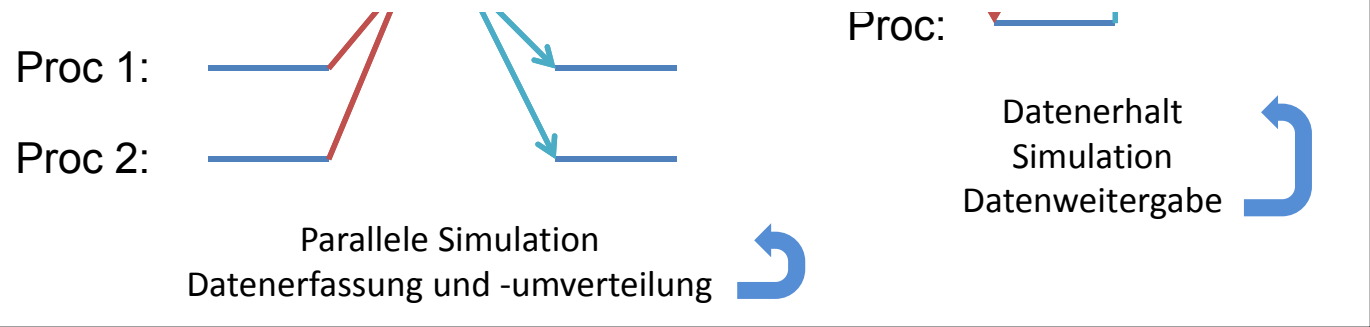 Proc:
Proc 1:
Proc 2:
Datenerhalt
Simulation
Datenweitergabe
Parallele Simulation
Datenerfassung und -umverteilung